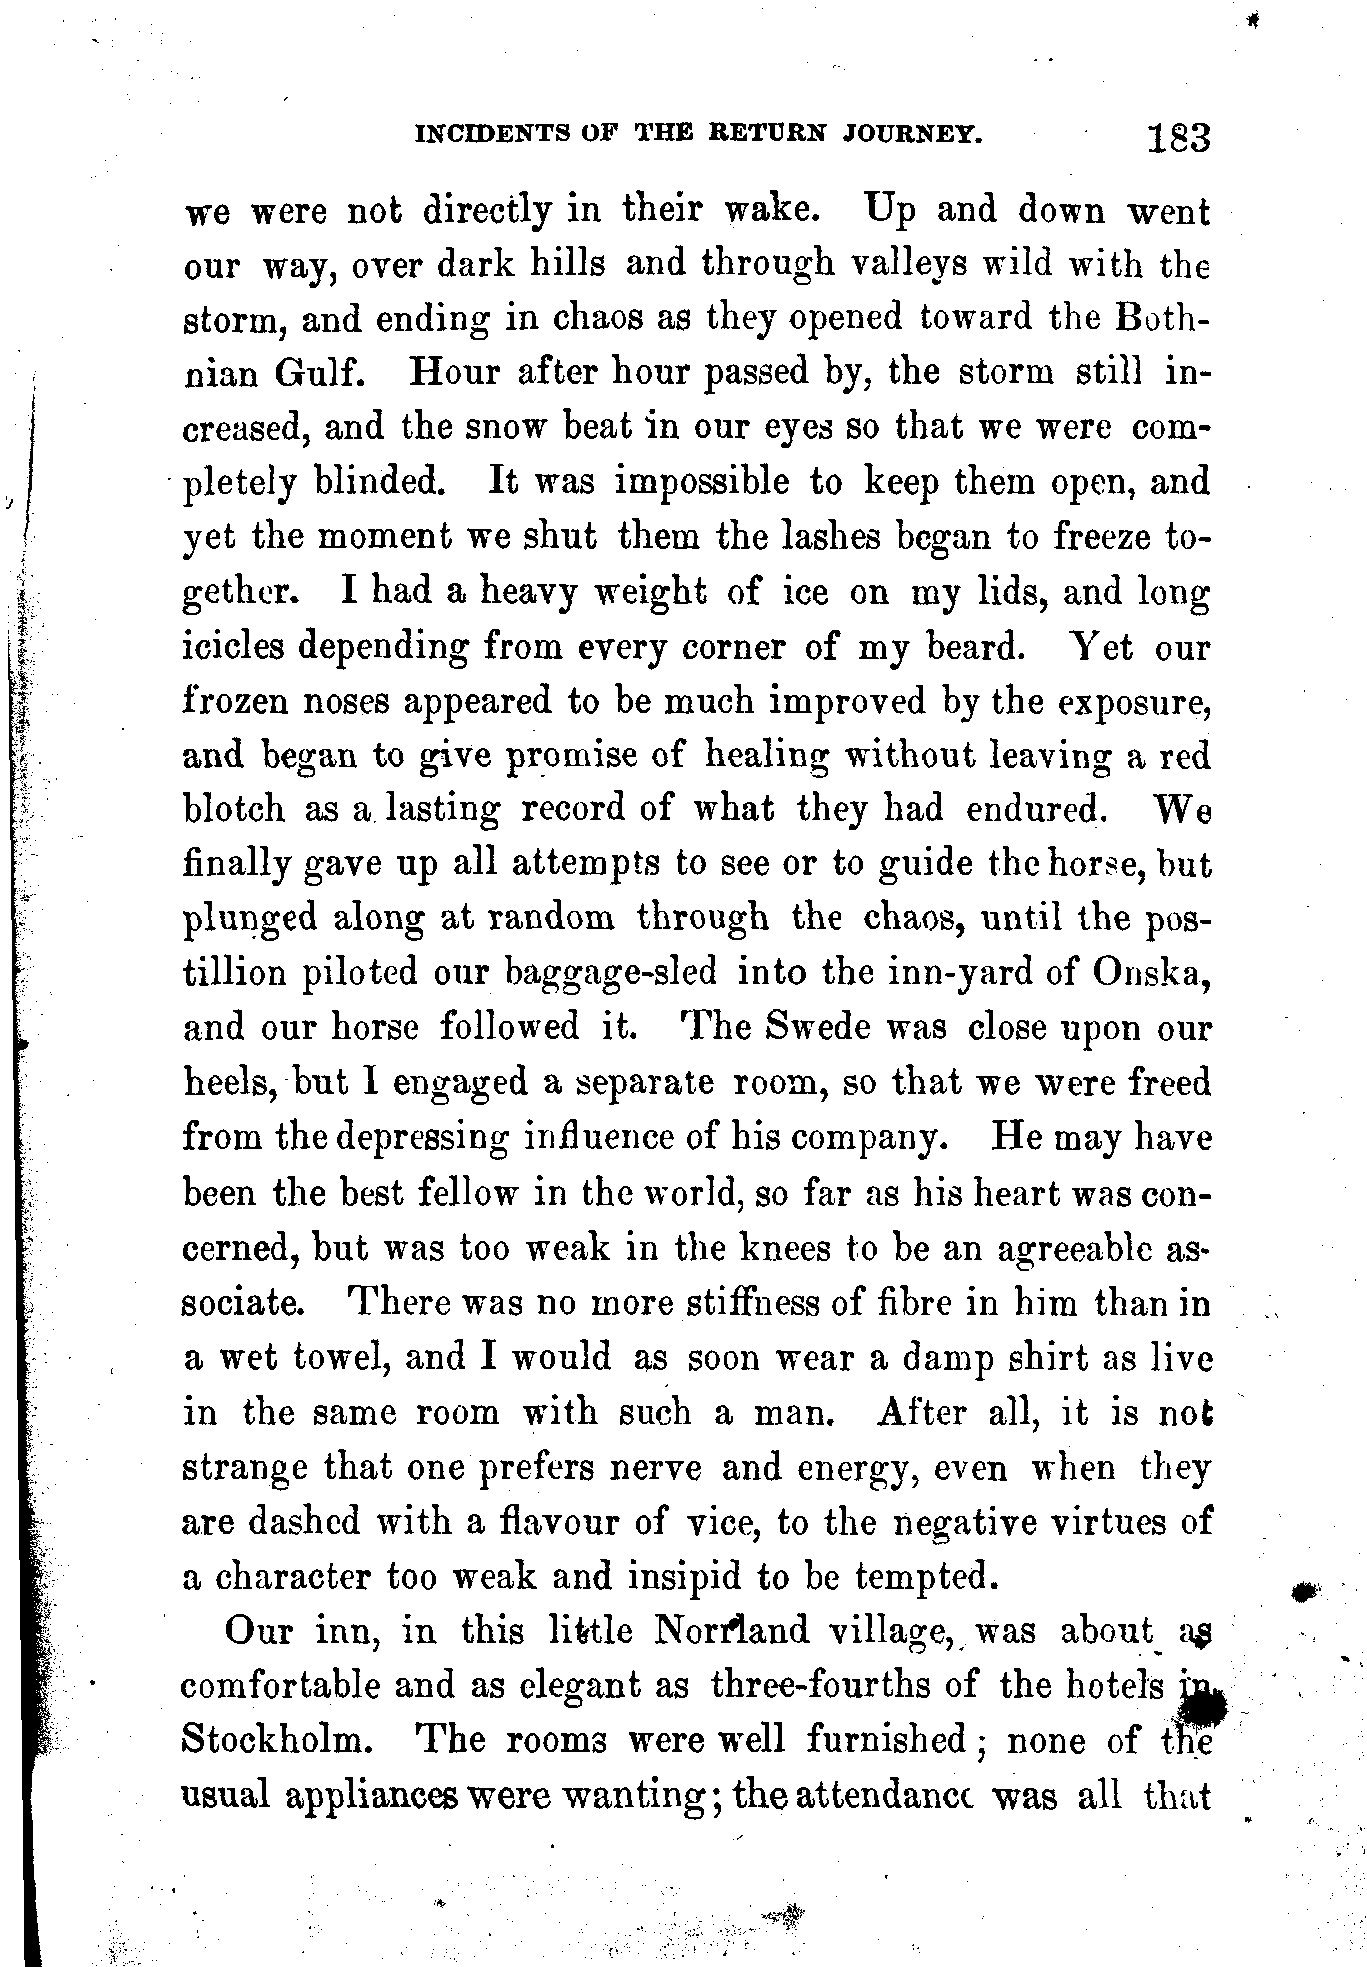 INCIDENTS OF THE RETURN JOURNEY. 183
we were not directly in their wake. Up and down went
our way, over dark hills and through valleys wild with the
storm, and ending in chaos as they opened toward the Both-
nian Gulf. Hour after hour passed by, the storm still in-
creased, and the snow beat in our eyes so that we were com-
pletely blinded. It was impossible to keep them open, and
yet the moment we shut them the lashes began to freeze to-
gether. I had a heavy weight of ice on my lids, and long
icicles depending from every corner of my beard. Yet our
frozen noses appeared to be much improved by the exposure,
and began to give promise of healing without leaving a red
blotch as a lasting record of what they had endured. We
finally gave up all attempts to see or to guide the horse, but
plunged along at random through the chaos, until the pos-
tillion piloted our baggage-sled into the inn-yard of Onska,
and our horse followed it. The Swede was close upon our
heels, but I engaged a separate room, so that we were freed
from the depressing influence of his company. He may have
been the best fellow in the world, so far as his heart was con-
cerned, but was too weak in the knees to be an agreeable as-
sociate. There was no more stiffness of fibre in him than in
a wet towel, and I would as soon wear a damp shirt as live
in the same room with such a man. After all, it is not
strange that one prefers nerve and energy, even when they
are dashed with a flavour of vice, to the negative virtues of
a character too weak and insipid to be tempted.
Our inn, in this little Norrland village, was about as
comfortable and as elegant as three-fourths of the hotels in
Stockholm. The rooms were well furnished; none of the
usual appliances were wanting; the attendance was all that